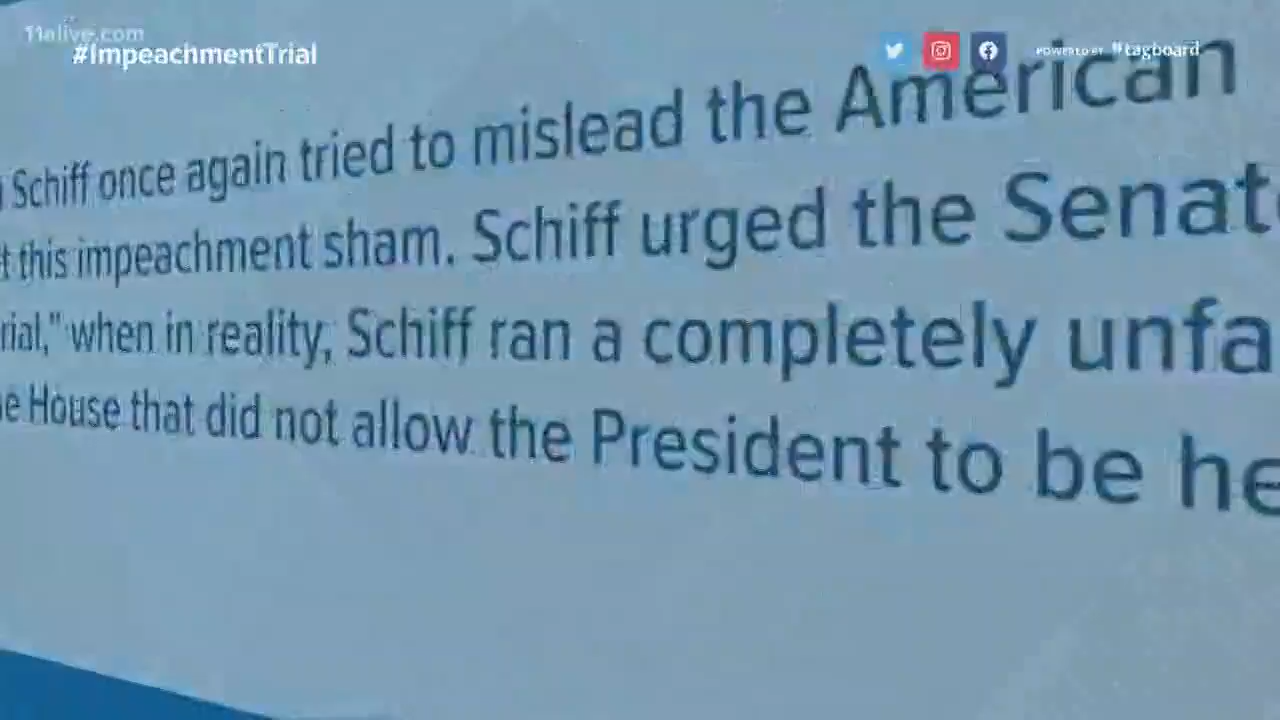 11alive.com
#ImpeachmentTrial
POWERED BY tagboard
Schiff once again tried to mislead the American
this impeachment sham. Schiff urged the Senat
rial," when in reality, Schiff ran a completely unfa
e House that did not allow the President to be he